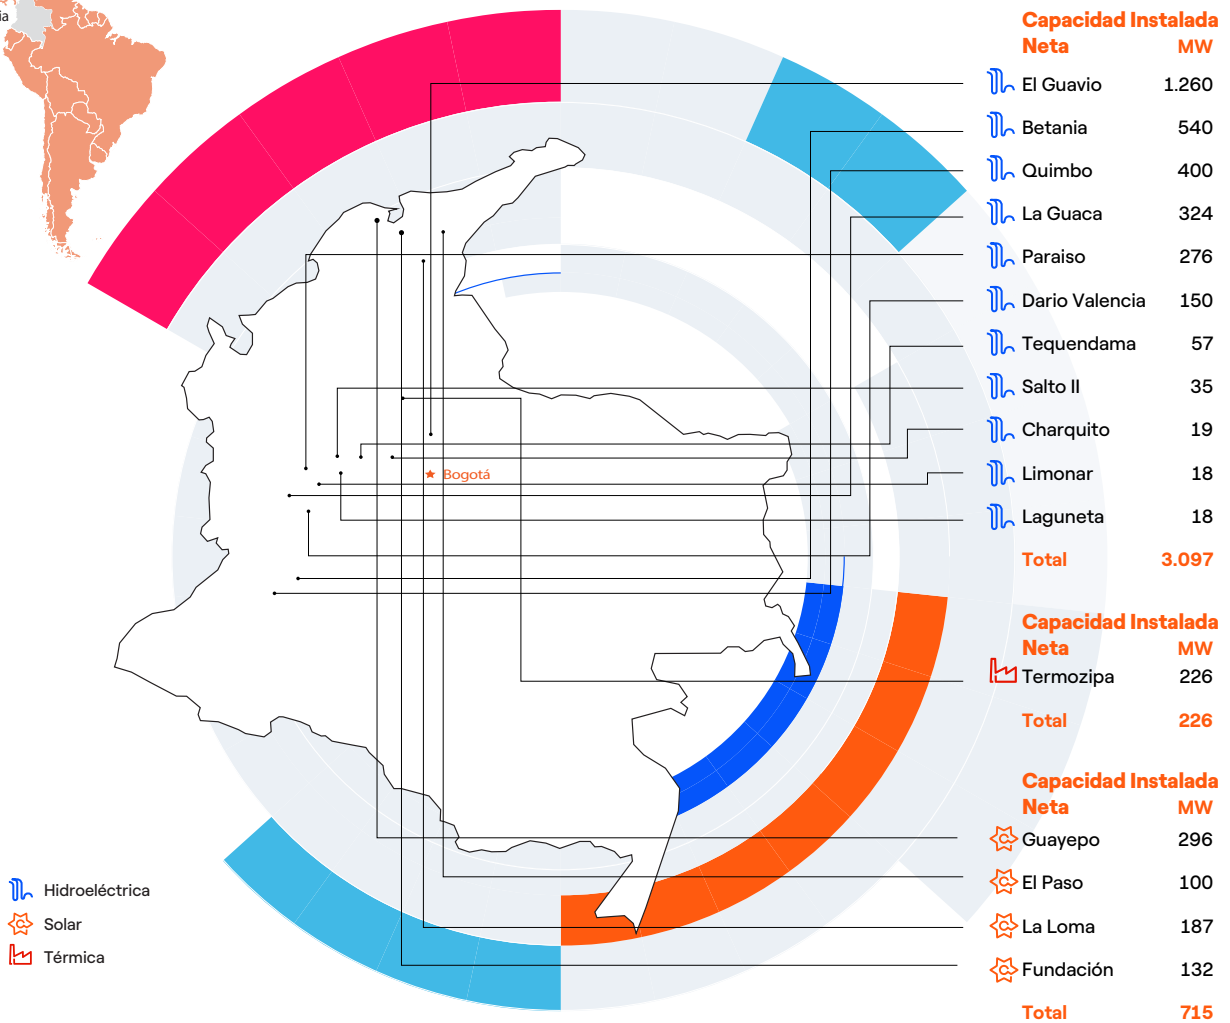 ia
Capacidad Instalada
Neta MW
El Guavio 1.260
Betania 540
Quimbo 400
La Guaca 324
Paraiso 276
Dario Valencia 150
Tequendama 57
Salto II 35
Charquito 19
Limonar 18
Laguneta 18
Total 3.097
Bogotá
Capacidad Instalada
Neta MW
Termozipa 226
Total 226
Capacidad Instalada
Neta MW
Guayepo 296
El Paso 100
La Loma 187
Fundación 132
Total 715
Hidroeléctrica
Solar
Térmica